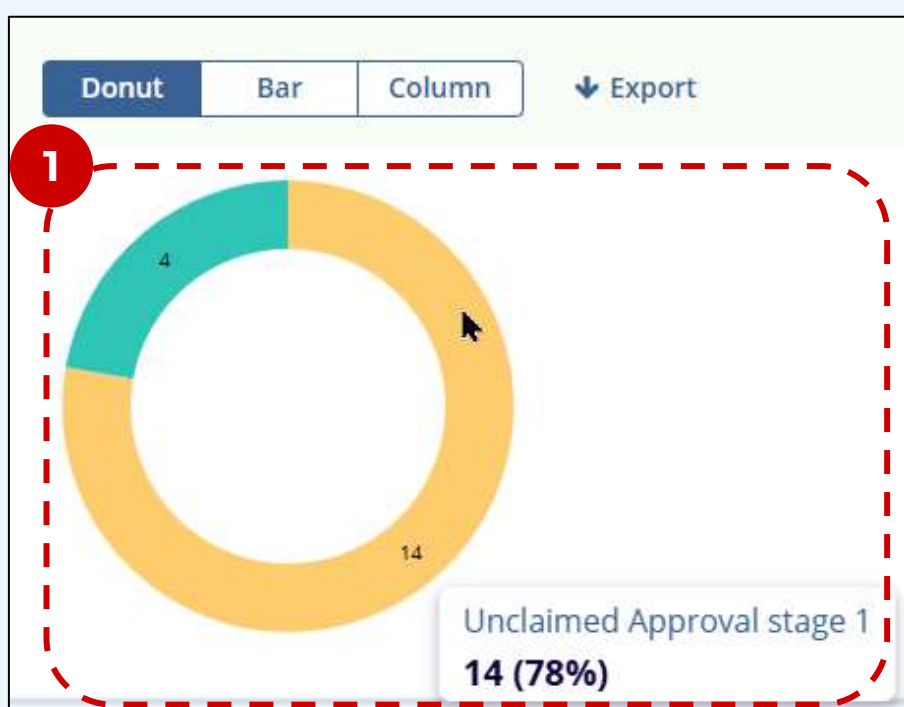 Donut Bar Column Export
1
4
14
Unclaimed Approval stage 1
14 (78%)